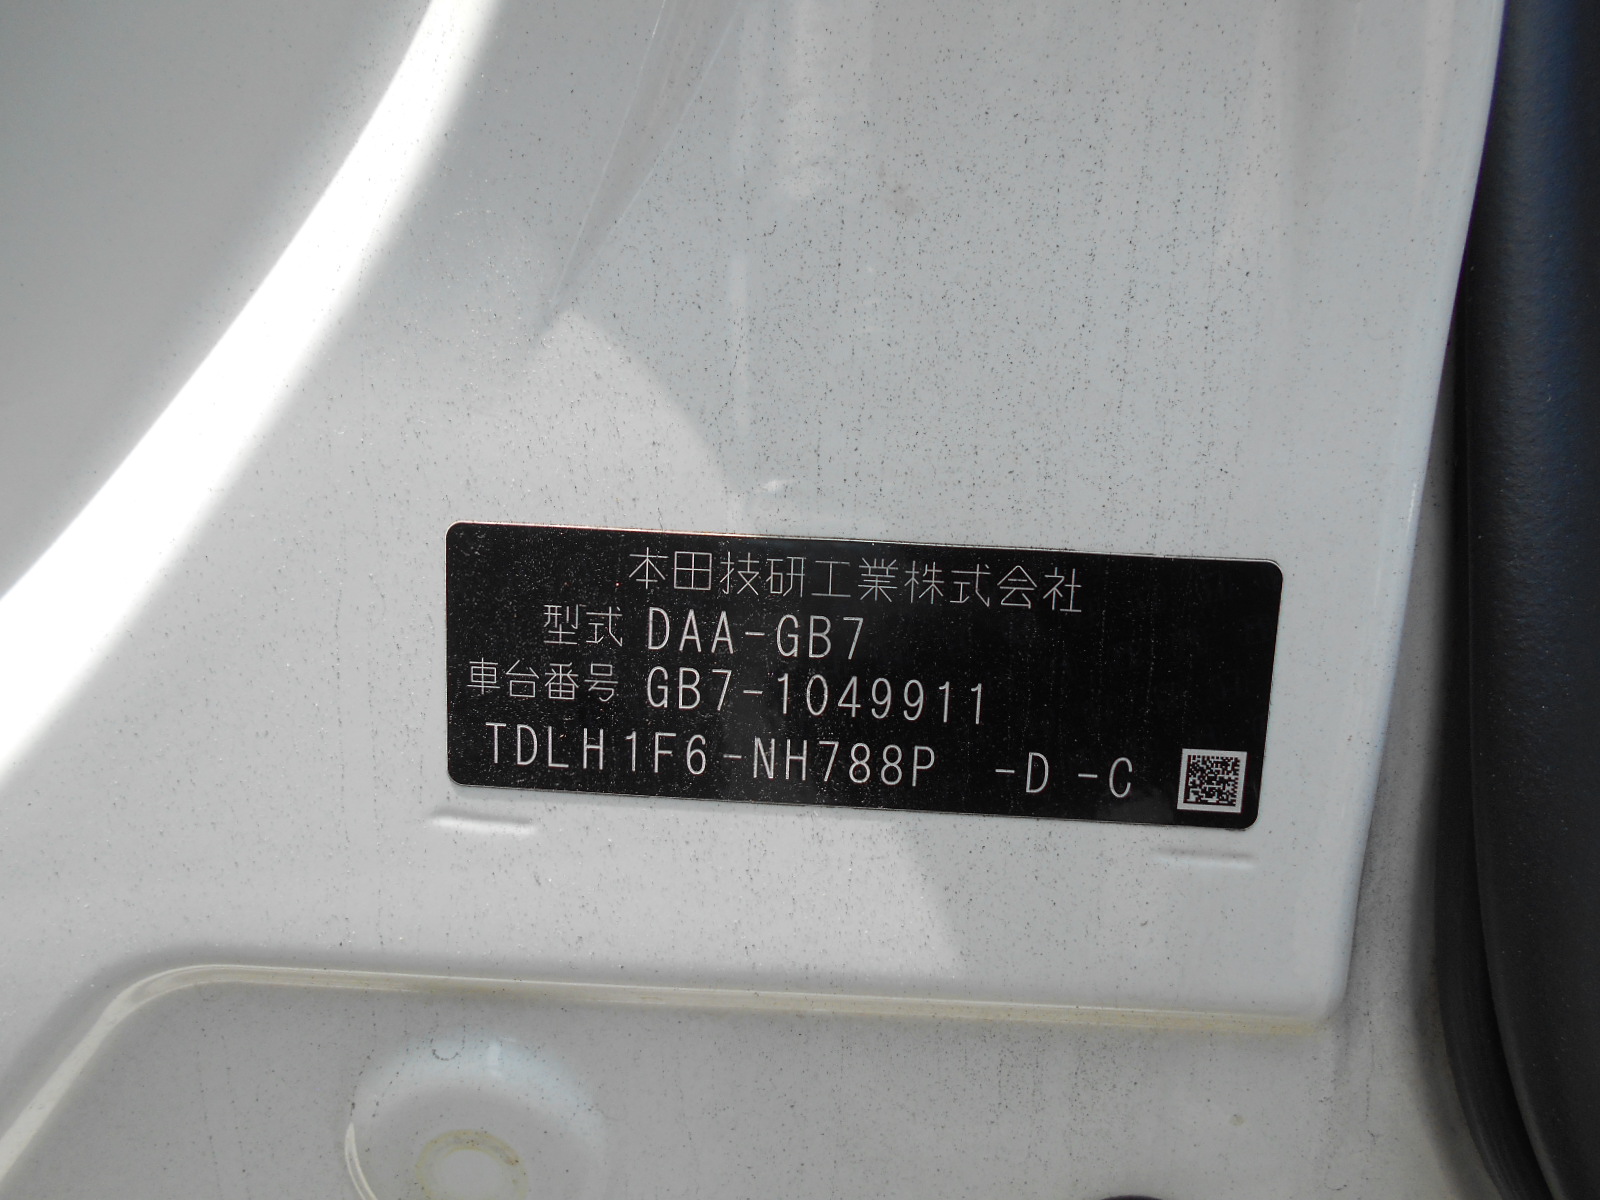 本田技研工業株式会社
型式 DAA-GB7
車台番号 GB7-1049911
TDLH1F6-NH788P -D -C